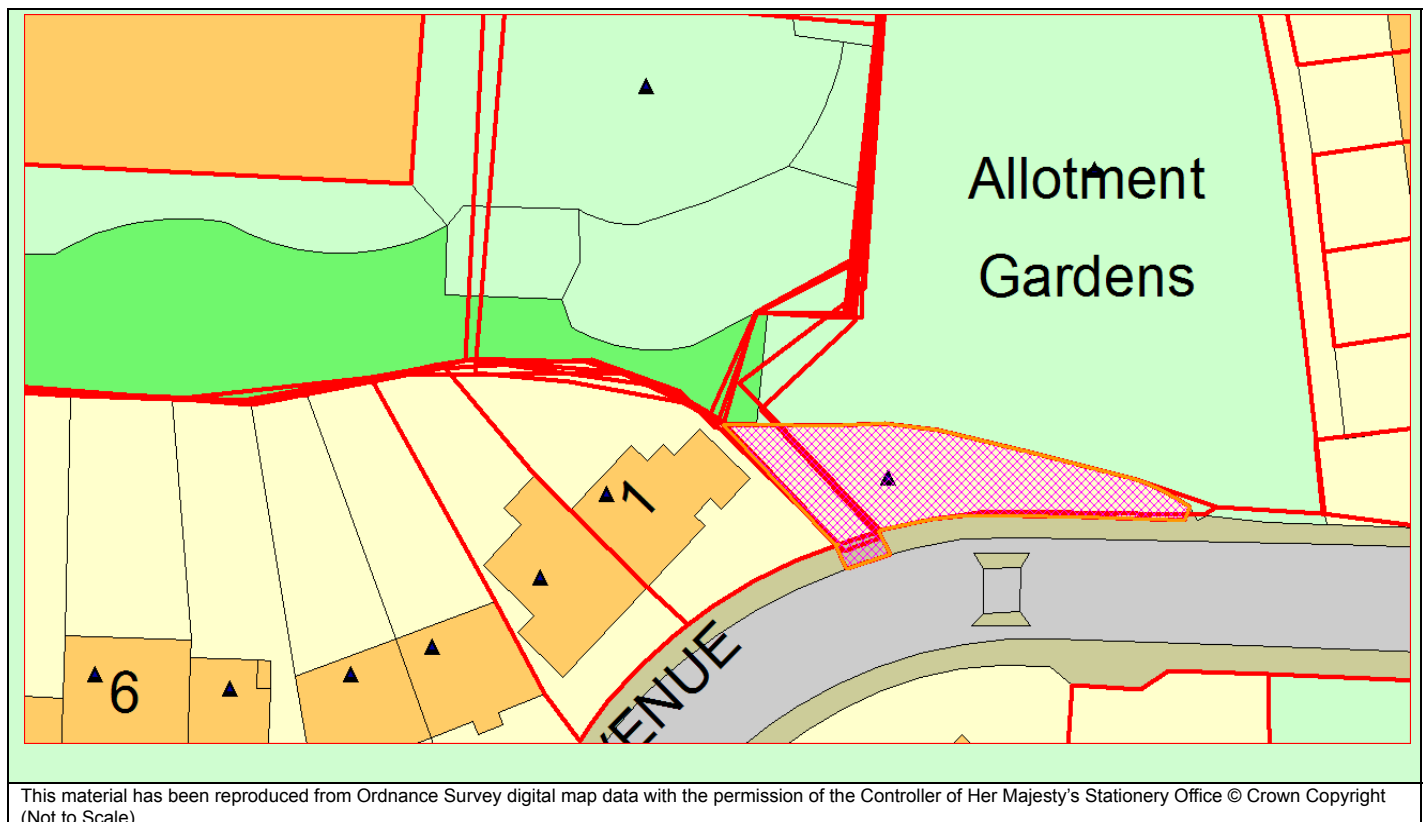 Allotment
Gardens
1
6
VENUE
This material has been reproduced from Ordnance Survey digital map data with the permission of the Controller of Her Majesty's Stationery Office © Crown Copyright
(Not to Scale)